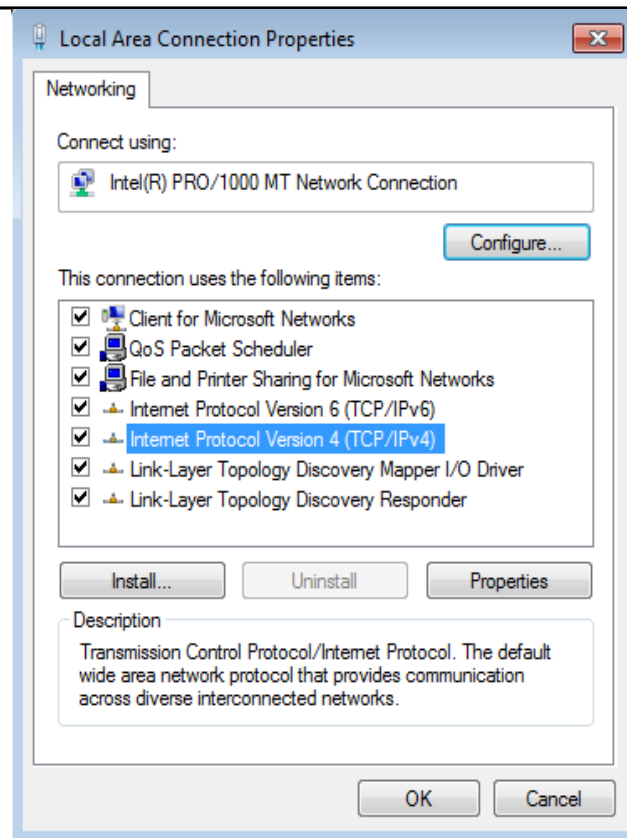 Local Area Connection Properties
Networking
Connect using:
Intel(R) PRO/1000 MT Network Connection
Configure...
This connection uses the following items:
Client for Microsoft Networks
QoS Packet Scheduler
File and Printer Sharing for Microsoft Networks
Internet Protocol Version 6 (TCP/IPv6)
Internet Protocol Version 4 (TCP/IPv4)
Link-Layer Topology Discovery Mapper I/O Driver
Link-Layer Topology Discovery Responder
Install... Uninstall Properties
Description
Transmission Control Protocol/Internet Protocol. The default
wide area network protocol that provides communication
across diverse interconnected networks.
OK Cancel